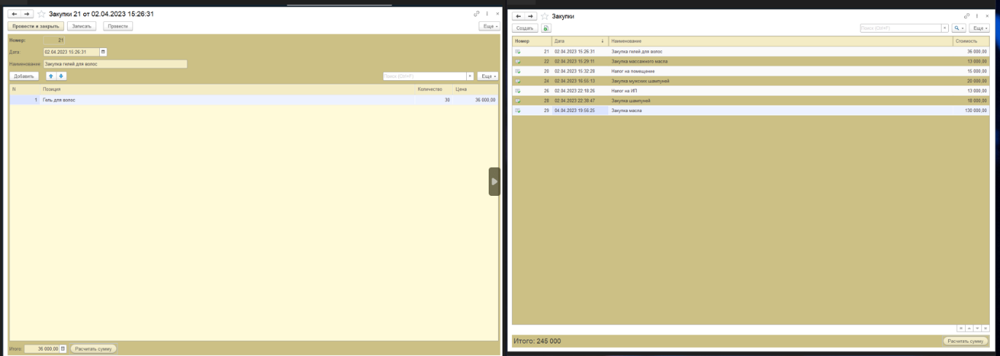 Закупки 21 от 02.04.2023 15:26:31
Провести и закрыть Записать Провести Еще
Номер: 21
Дата: 02.04.2023 15:26:31
Наименование: Закупка гелей для волос
Добавить Поиск (Ctrl+F) × Еще
N Позиция Количество Цена
1 Гель для волос 30 36 000,00
Итого: 36 000,00 Расчитать сумму
Закупки
Создать Поиск (Ctrl+F) × Еще
Номер Дата ↓ Наименование Стоимость
21 02.04.2023 15:26:31 Закупка гелей для волос 36 000,00
22 02.04.2023 15:29:11 Закупка массажного масла 13 000,00
20 02.04.2023 15:32:28 Налог на помещение 15 000,00
24 02.04.2023 16:55:13 Закупка мужских шампуней 20 000,00
26 02.04.2023 22:18:26 Налог на ИП 13 000,00
28 02.04.2023 22:38:47 Закупка шампуней 18 000,00
29 04.04.2023 19:56:25 Закупка масла 130 000,00
Итого: 245 000 Расчитать сумму